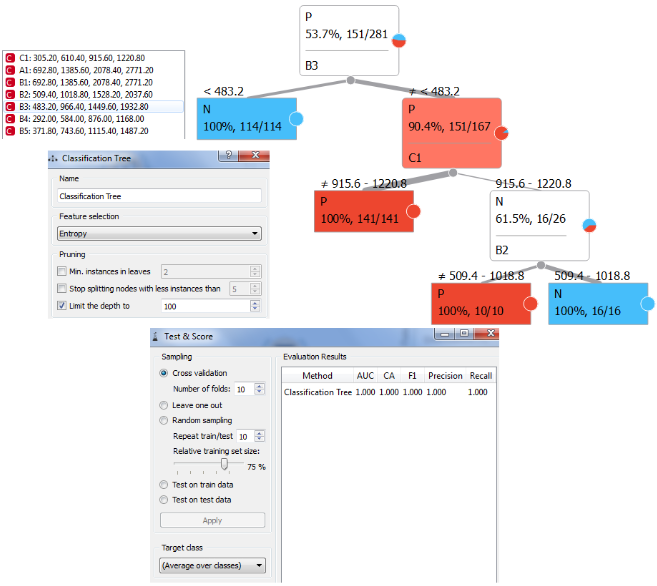 P
53.7%, 151/281
B3
C C1: 305.20, 610.40, 915.60, 1220.80
C A1: 692.80, 1385.60, 2078.40, 2771.20
C B1: 692.80, 1385.60, 2078.40, 2771.20
C B2: 509.40, 1018.80, 1528.20, 2037.60
C B3: 483.20, 966.40, 1449.60, 1932.80
C B4: 292.00, 584.00, 876.00, 1168.00
C B5: 371.80, 743.60, 1115.40, 1487.20
< 483.2
≠ < 483.2
N
100%, 114/114
P
90.4%, 151/167
C1
≠ 915.6 - 1220.8
915.6 - 1220.8
P
100%, 141/141
N
61.5%, 16/26
B2
≠ 509.4 - 1018.8
509.4 - 1018.8
P
100%, 10/10
N
100%, 16/16
Classification Tree
Name
Classification Tree
Feature selection
Entropy
Pruning
Min. instances in leaves 2
Stop splitting nodes with less instances than 5
Limit the depth to 100
Test & Score
Sampling
Cross validation
Number of folds: 10
Leave one out
Random sampling
Repeat train/test 10
Relative training set size:
75 %
Test on train data
Test on test data
Apply
Target class
(Average over classes)
Evaluation Results
Method AUC CA F1 Precision Recall
Classification Tree 1.000 1.000 1.000 1.000 1.000